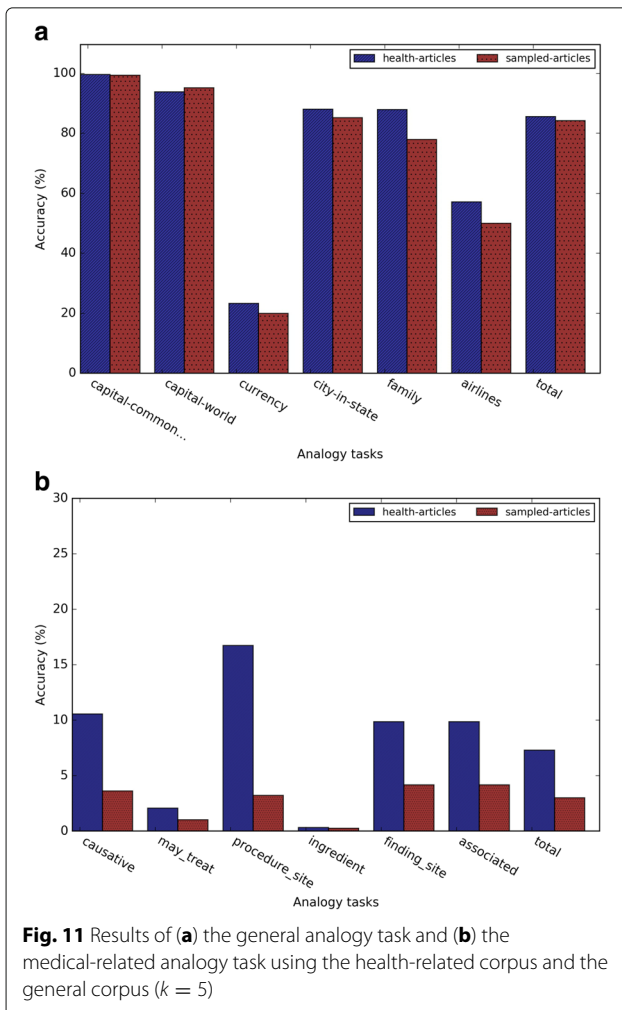 a
health-articles
sampled-articles
100
80
60
40
20
0
Accuracy (%)
capital-common...
capital-world
currency
city-in-state
family
airlines
total
Analogy tasks
b
health-articles
sampled-articles
30
25
20
15
10
5
0
Accuracy (%)
causative
may_treat
procedure_site
ingredient
finding_site
associated
total
Analogy tasks
Fig. 11 Results of (a) the general analogy task and (b) the
medical-related analogy task using the health-related corpus and the
general corpus (k = 5)